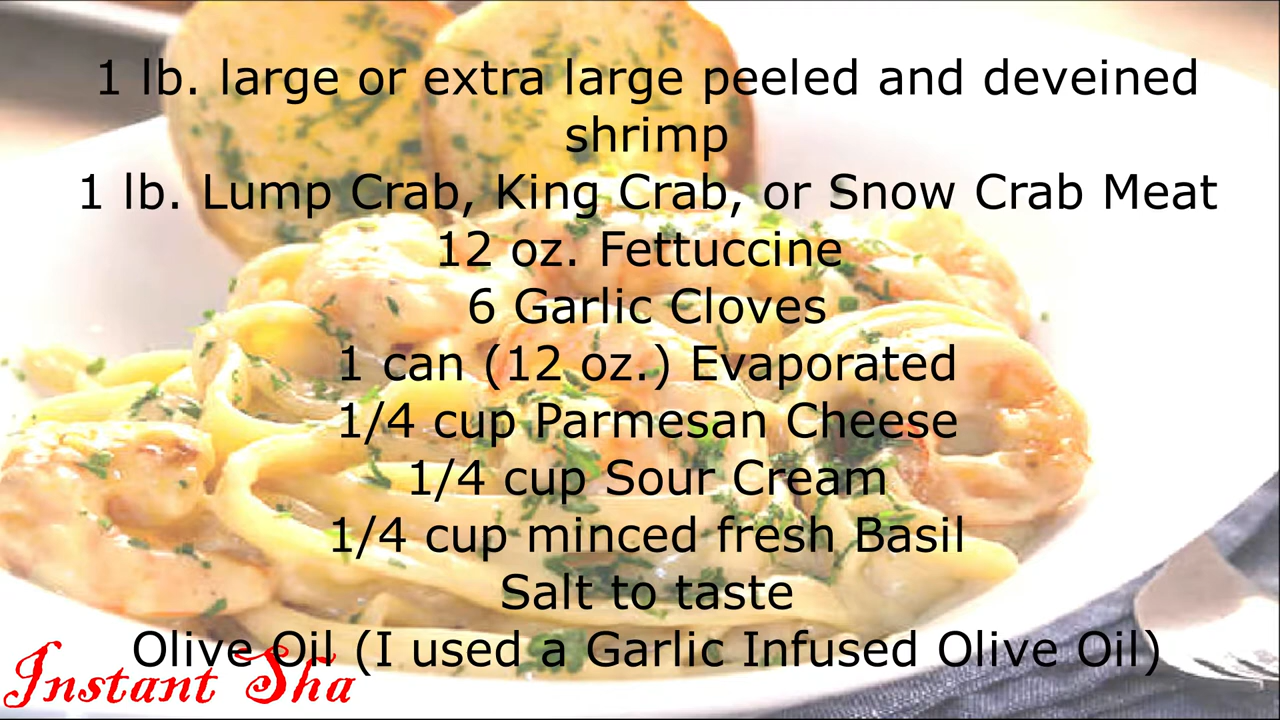 1 lb. large or extra large peeled and deveined
shrimp
1 lb. Lump Crab, King Crab, or Snow Crab Meat
12 oz. Fettuccine
6 Garlic Cloves
1 can (12 oz.) Evaporated
1/4 cup Parmesan Cheese
1/4 cup Sour Cream
1/4 cup minced fresh Basil
Salt to taste
Olive Oil (I used a Garlic Infused Olive Oil)
Instant Sha